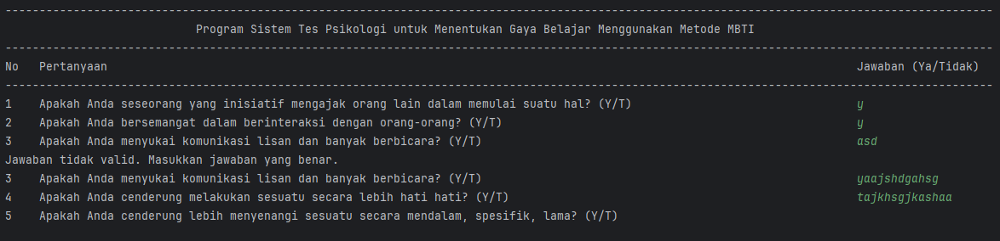 Program Sistem Tes Psikologi untuk Menentukan Gaya Belajar Menggunakan Metode MBTI
No Pertanyaan Jawaban (Ya/Tidak)
1 Apakah Anda seseorang yang inisiatif mengajak orang lain dalam memulai suatu hal? (Y/T) y
2 Apakah Anda bersemangat dalam berinteraksi dengan orang-orang? (Y/T) y
3 Apakah Anda menyukai komunikasi lisan dan banyak berbicara? (Y/T) asd
Jawaban tidak valid. Masukkan jawaban yang benar.
3 Apakah Anda menyukai komunikasi lisan dan banyak berbicara? (Y/T) yaajshdgahsg
4 Apakah Anda cenderung melakukan sesuatu secara lebih hati hati? (Y/T) tajkhsgjkashaa
5 Apakah Anda cenderung lebih menyenangi sesuatu secara mendalam, spesifik, lama? (Y/T)